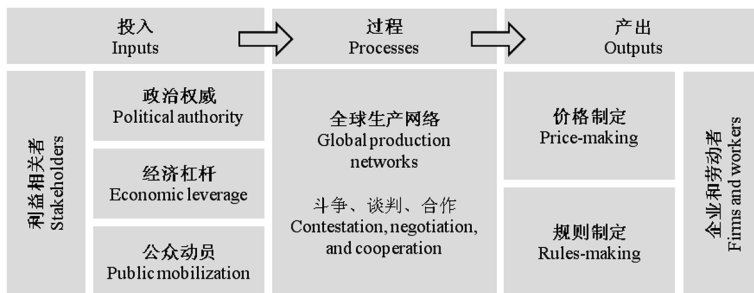 投入
Inputs
过程
Processes
产出
Outputs
利益相关者
Stakeholders
政治权威
Political authority
经济杠杆
Economic leverage
公众动员
Public mobilization
全球生产网络
Global production
networks
斗争、谈判、合作
Contestation, negotiation,
and cooperation
价格制定
Price-making
规则制定
Rules-making
企业和劳动者
Firms and workers